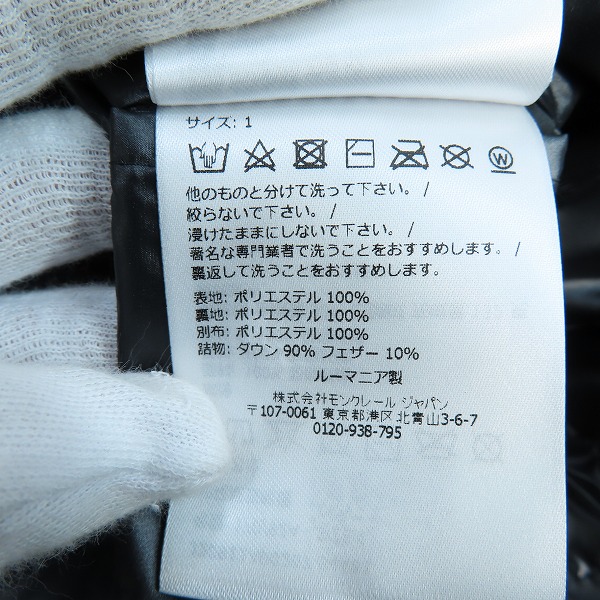 サイズ: 1
W
他のものと分けて洗って下さい。/
絞らないで下さい。/
浸けたままにしないで下さい。/
著名な専門業者で洗うことをおすすめします。/
裏返して洗うことをおすすめします。
表地: ポリエステル 100%
裏地: ポリエステル 100%
別布: ポリエステル 100%
詰物: ダウン 90% フェザー 10%
ルーマニア製
株式会社モンクレール ジャパン
〒107-0061 東京都港区北青山3-6-7
0120-938-795